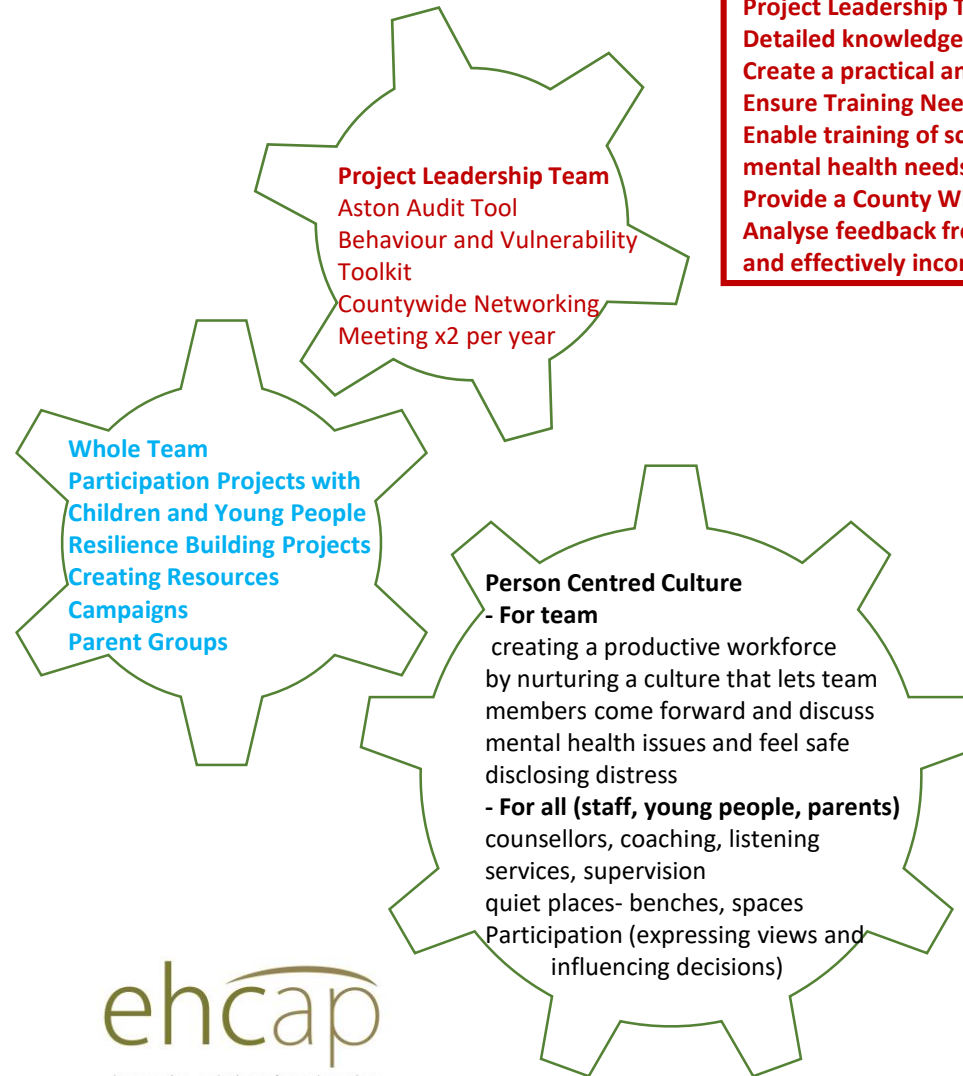 Project Leadership
Detailed knowledge
Create a practical
Ensure Training
Enable training of
mental health needs
Provide a County
Analyse feedback
and effectively
Project Leadership Team
Aston Audit Tool
Behaviour and Vulnerability
Toolkit
Countywide Networking
Meeting x2 per year
Whole Team
Participation Projects with
Children and Young People
Resilience Building Projects
Creating Resources
Campaigns
Parent Groups
Person Centred Culture
- For team
creating a productive workforce
by nurturing a culture that lets team
members come forward and discuss
mental health issues and feel safe
disclosing distress
- For all (staff, young people, parents)
counsellors, coaching, listening
services, supervision
quiet places- benches, spaces
Participation (expressing views and
influencing decisions)
ehcap